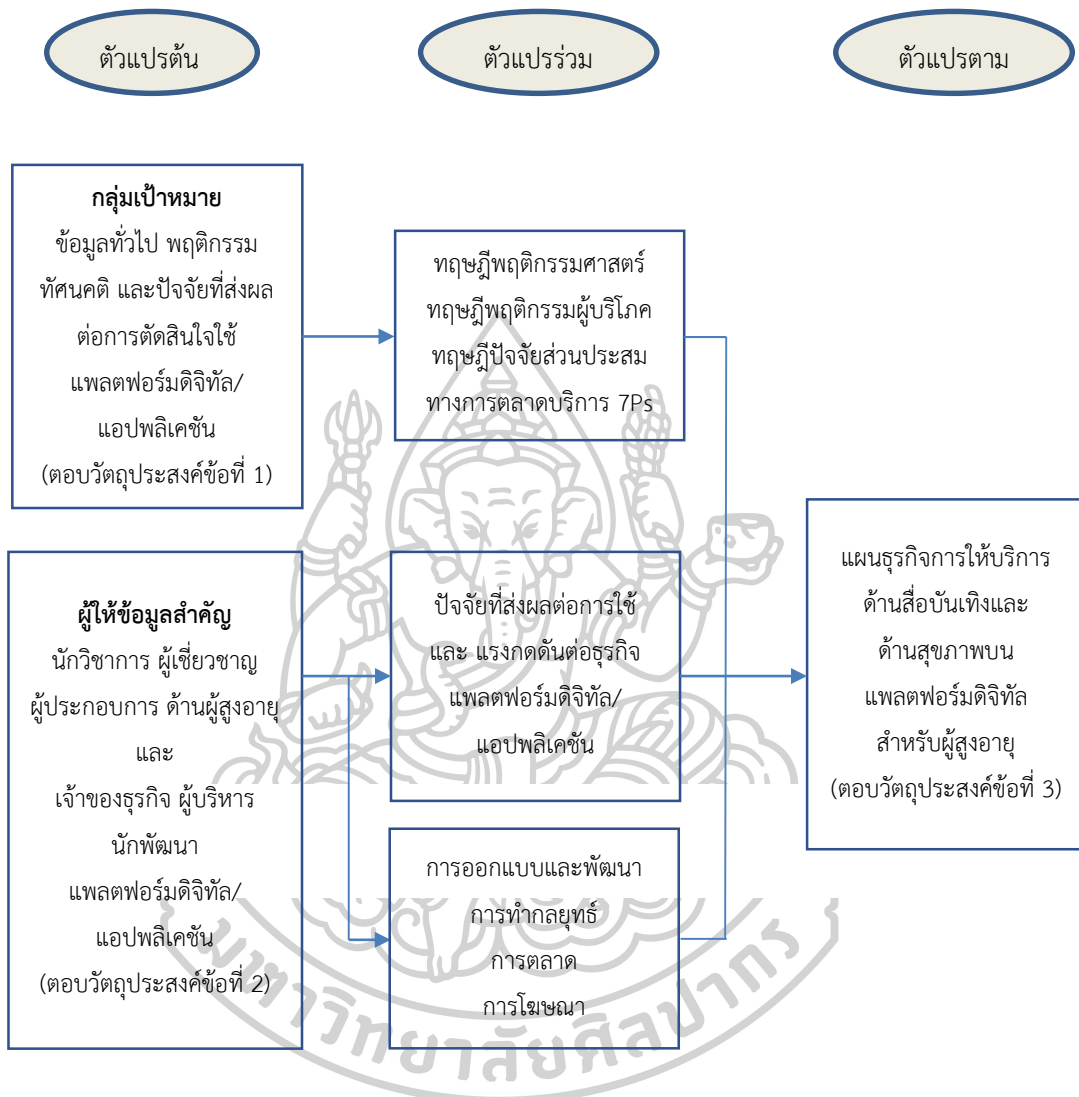 ตัวแปรต้น
ตัวแปรร่วม
ตัวแปรตาม
กลุ่มเป้าหมาย
ข้อมูลทั่วไป พฤติกรรม
ทัศนคติ และปัจจัยที่ส่งผล
ต่อการตัดสินใจใช้
แพลตฟอร์มดิจิทัล/
แอปพลิเคชัน
(ตอบวัตถุประสงค์ข้อที่ 1)
ทฤษฎีพฤติกรรมศาสตร์
ทฤษฎีพฤติกรรมผู้บริโภค
ทฤษฎีปัจจัยส่วนประสม
ทางการตลาดบริการ 7Ps
ผู้ให้ข้อมูลสำคัญ
นักวิชาการ ผู้เชี่ยวชาญ
ผู้ประกอบการ ด้านผู้สูงอายุ
และ
เจ้าของธุรกิจ ผู้บริหาร
นักพัฒนา
แพลตฟอร์มดิจิทัล/
แอปพลิเคชัน
(ตอบวัตถุประสงค์ข้อที่ 2)
ปัจจัยที่ส่งผลต่อการใช้
และ แรงกดดันต่อธุรกิจ
แพลตฟอร์มดิจิทัล/
แอปพลิเคชัน
การออกแบบและพัฒนา
การทำกลยุทธ์
การตลาด
การโฆษณา
แผนธุรกิจการให้บริการ
ด้านสื่อบันเทิงและ
ด้านสุขภาพบน
แพลตฟอร์มดิจิทัล
สำหรับผู้สูงอายุ
(ตอบวัตถุประสงค์ข้อที่ 3)
มหาวิทยาลัยศิลปากร